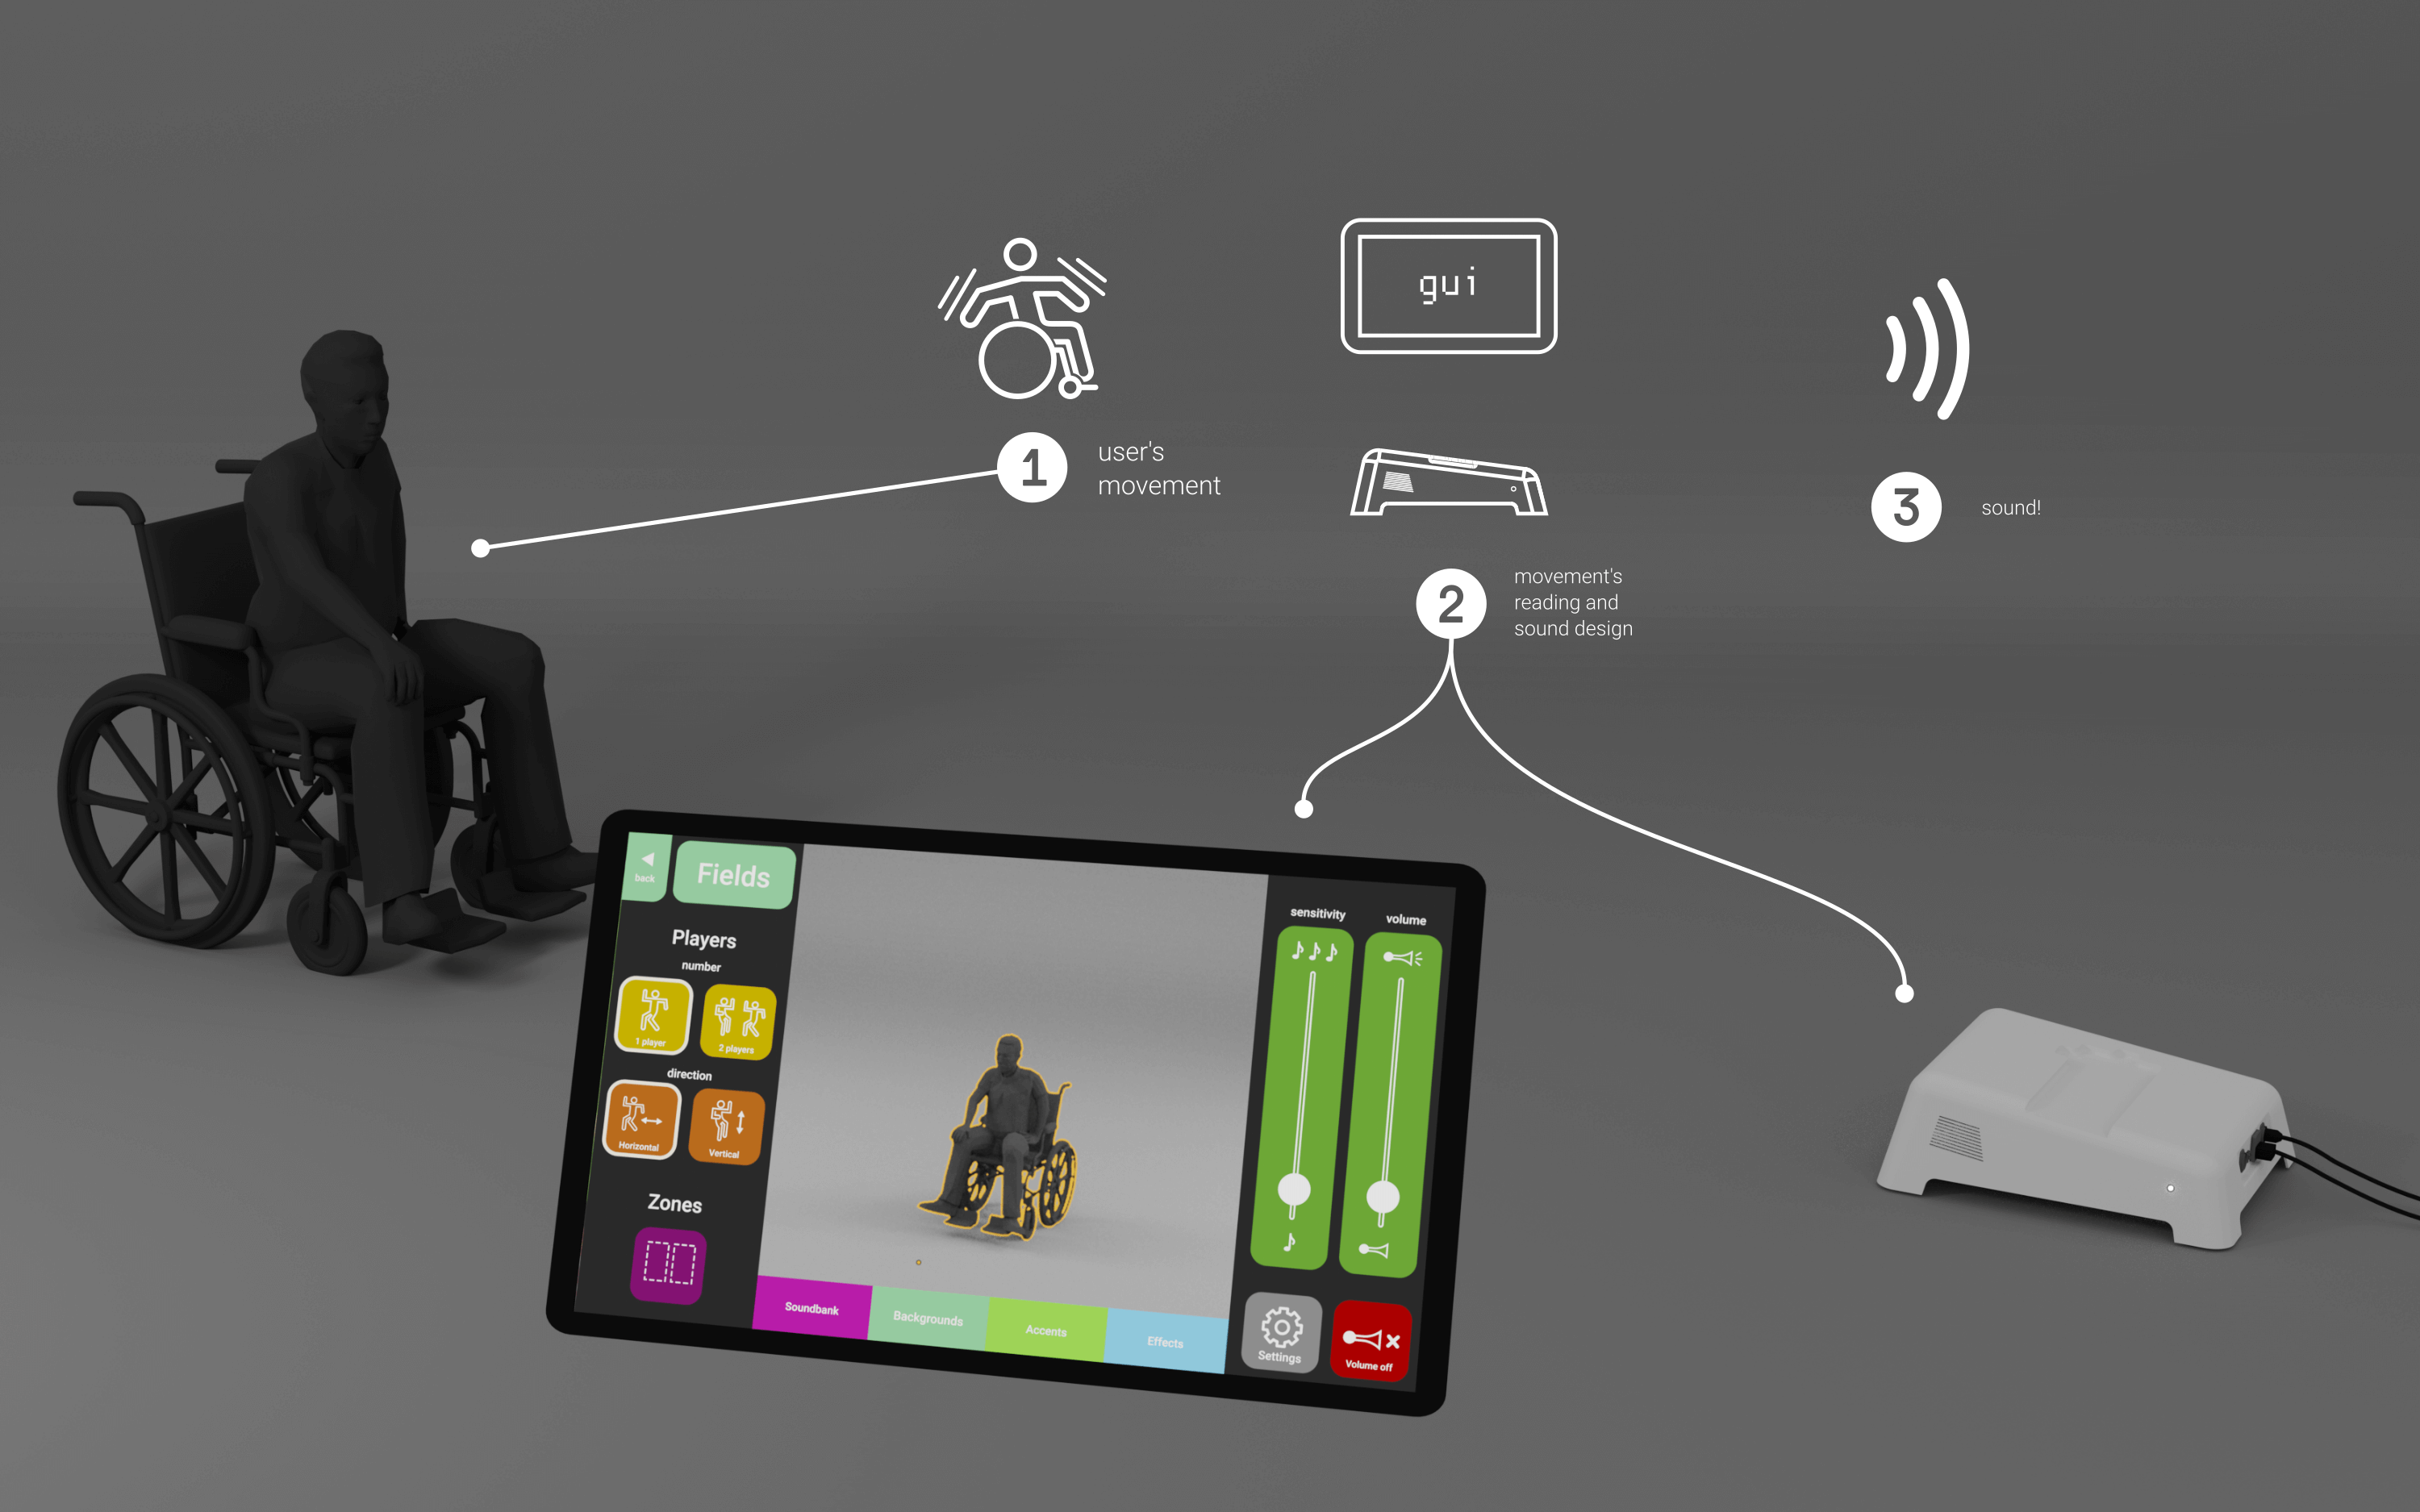 gui
1
user's
movement
2
movement's
reading and
sound design
3
sound!
back
Fields
Players
number
1 player
2 players
direction
Horizontal
Vertical
Zones
Soundbank
Backgrounds
Accents
Effects
sensitivity
volume
Settings
Volume off